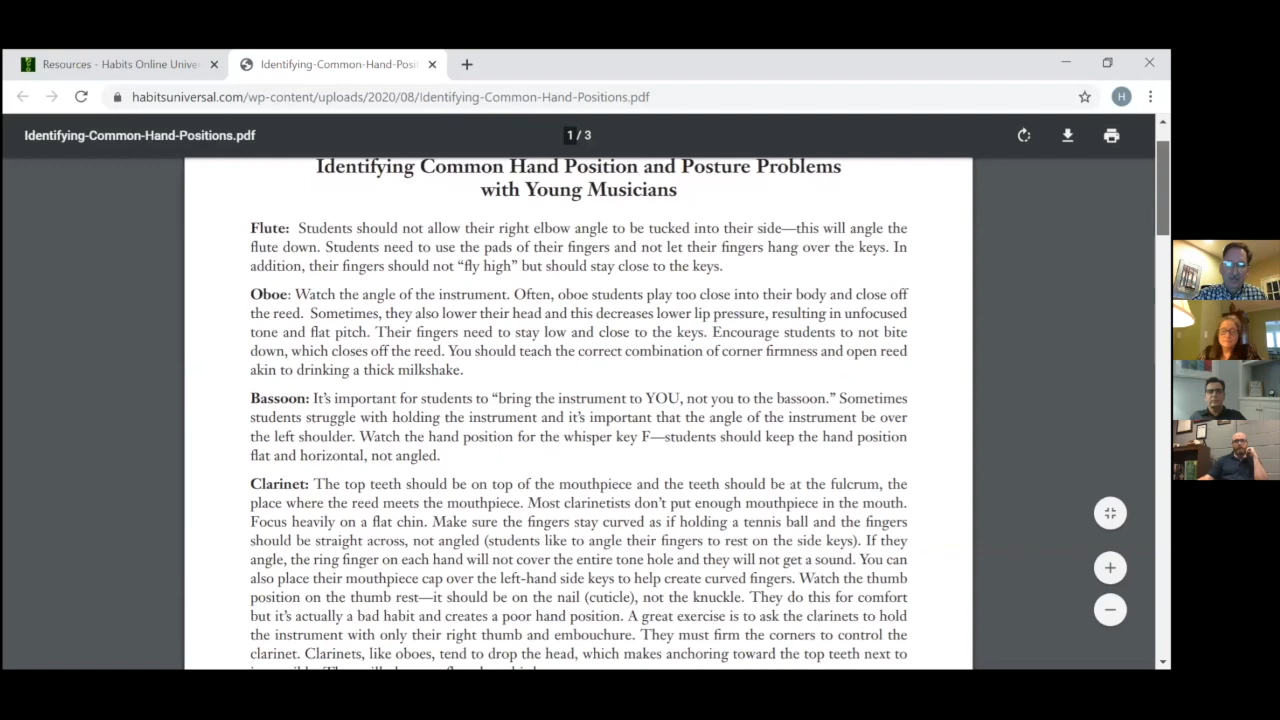 Resources - Habits Online Unive
Identifying-Common-Hand-Posit
habitsuniversal.com/wp-content/uploads/2020/08/Identifying-Common-Hand-Positions.pdf
H
Identifying-Common-Hand-Positions.pdf
1 / 3
Identifying Common Hand Position and Posture Problems
with Young Musicians
Flute: Students should not allow their right elbow angle to be tucked into their side—this will angle the
flute down. Students need to use the pads of their fingers and not let their fingers hang over the keys. In
addition, their fingers should not “fly high” but should stay close to the keys.
Oboe: Watch the angle of the instrument. Often, oboe students play too close into their body and close off
the reed. Sometimes, they also lower their head and this decreases lower lip pressure, resulting in unfocused
tone and flat pitch. Their fingers need to stay low and close to the keys. Encourage students to not bite
down, which closes off the reed. You should teach the correct combination of corner firmness and open reed
akin to drinking a thick milkshake.
Bassoon: It’s important for students to “bring the instrument to YOU, not you to the bassoon.” Sometimes
students struggle with holding the instrument and it’s important that the angle of the instrument be over
the left shoulder. Watch the hand position for the whisper key F—students should keep the hand position
flat and horizontal, not angled.
Clarinet: The top teeth should be on top of the mouthpiece and the teeth should be at the fulcrum, the
place where the reed meets the mouthpiece. Most clarinetists don’t put enough mouthpiece in the mouth.
Focus heavily on a flat chin. Make sure the fingers stay curved as if holding a tennis ball and the fingers
should be straight across, not angled (students like to angle their fingers to rest on the side keys). If they
angle, the ring finger on each hand will not cover the entire tone hole and they will not get a sound. You can
also place their mouthpiece cap over the left-hand side keys to help create curved fingers. Watch the thumb
position on the thumb rest—it should be on the nail (cuticle), not the knuckle. They do this for comfort
but it’s actually a bad habit and creates a poor hand position. A great exercise is to ask the clarinets to hold
the instrument with only their right thumb and embouchure. They must firm the corners to control the
clarinet. Clarinets, like oboes, tend to drop the head, which makes anchoring toward the top teeth next to